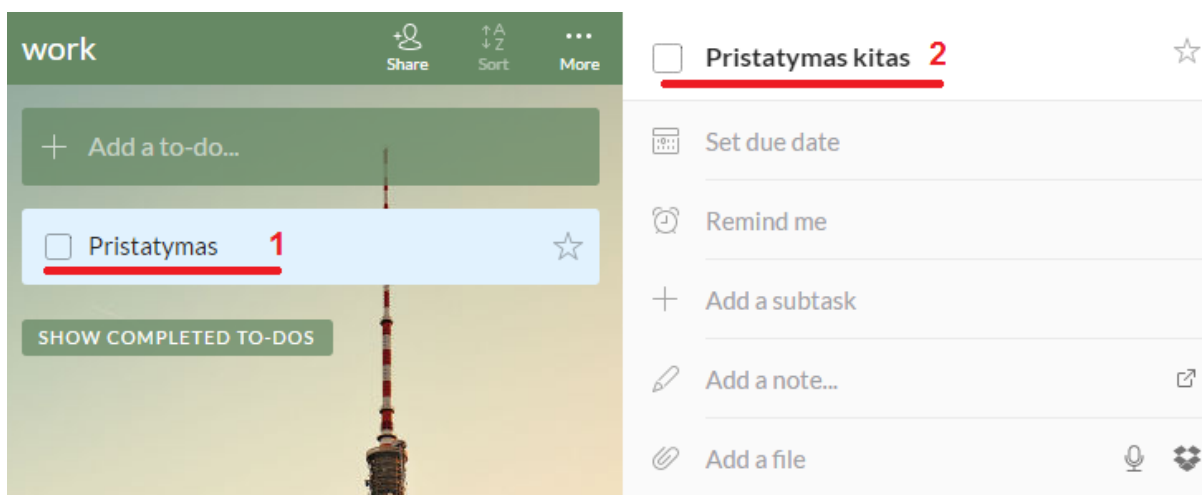 work
Share
Sort
More
Add a to-do...
Pristatymas 1
SHOW COMPLETED TO-DOS
Pristatymas kitas 2
Set due date
Remind me
Add a subtask
Add a note...
Add a file